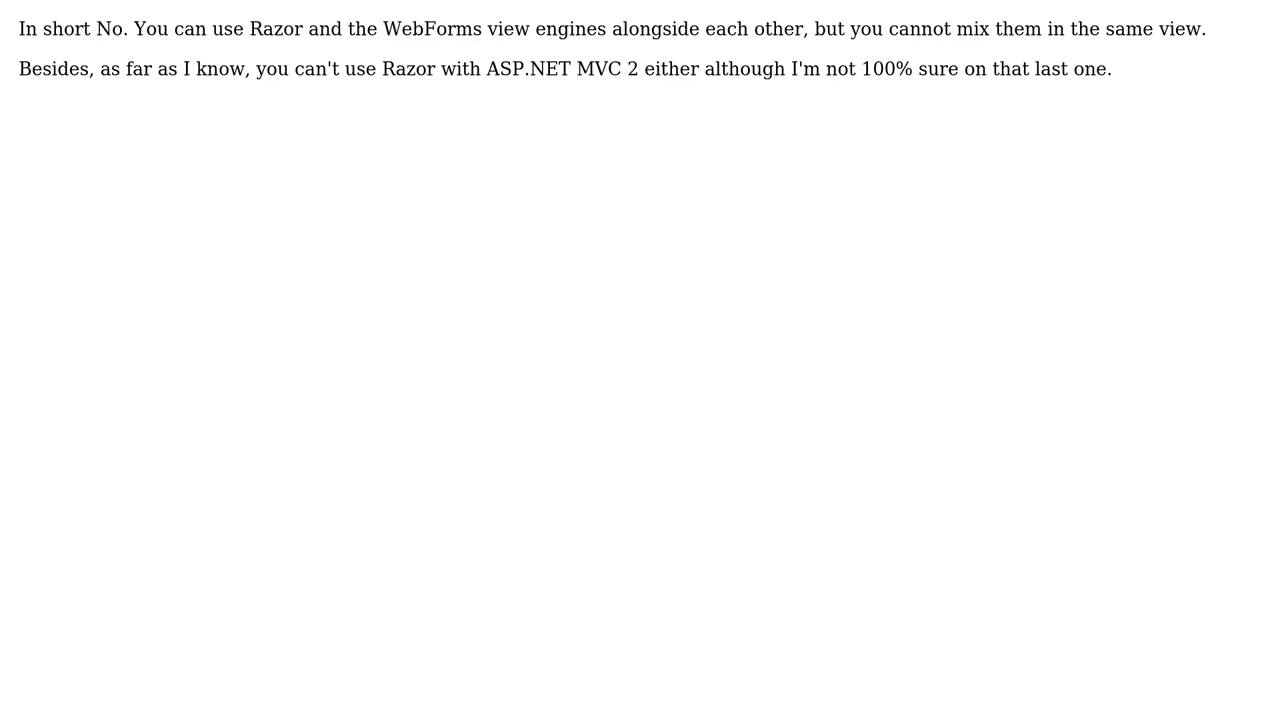 In short No. You can use Razor and the WebForms view engines alongside each other, but you cannot mix them in the same view.
Besides, as far as I know, you can't use Razor with ASP.NET MVC 2 either although I'm not 100% sure on that last one.